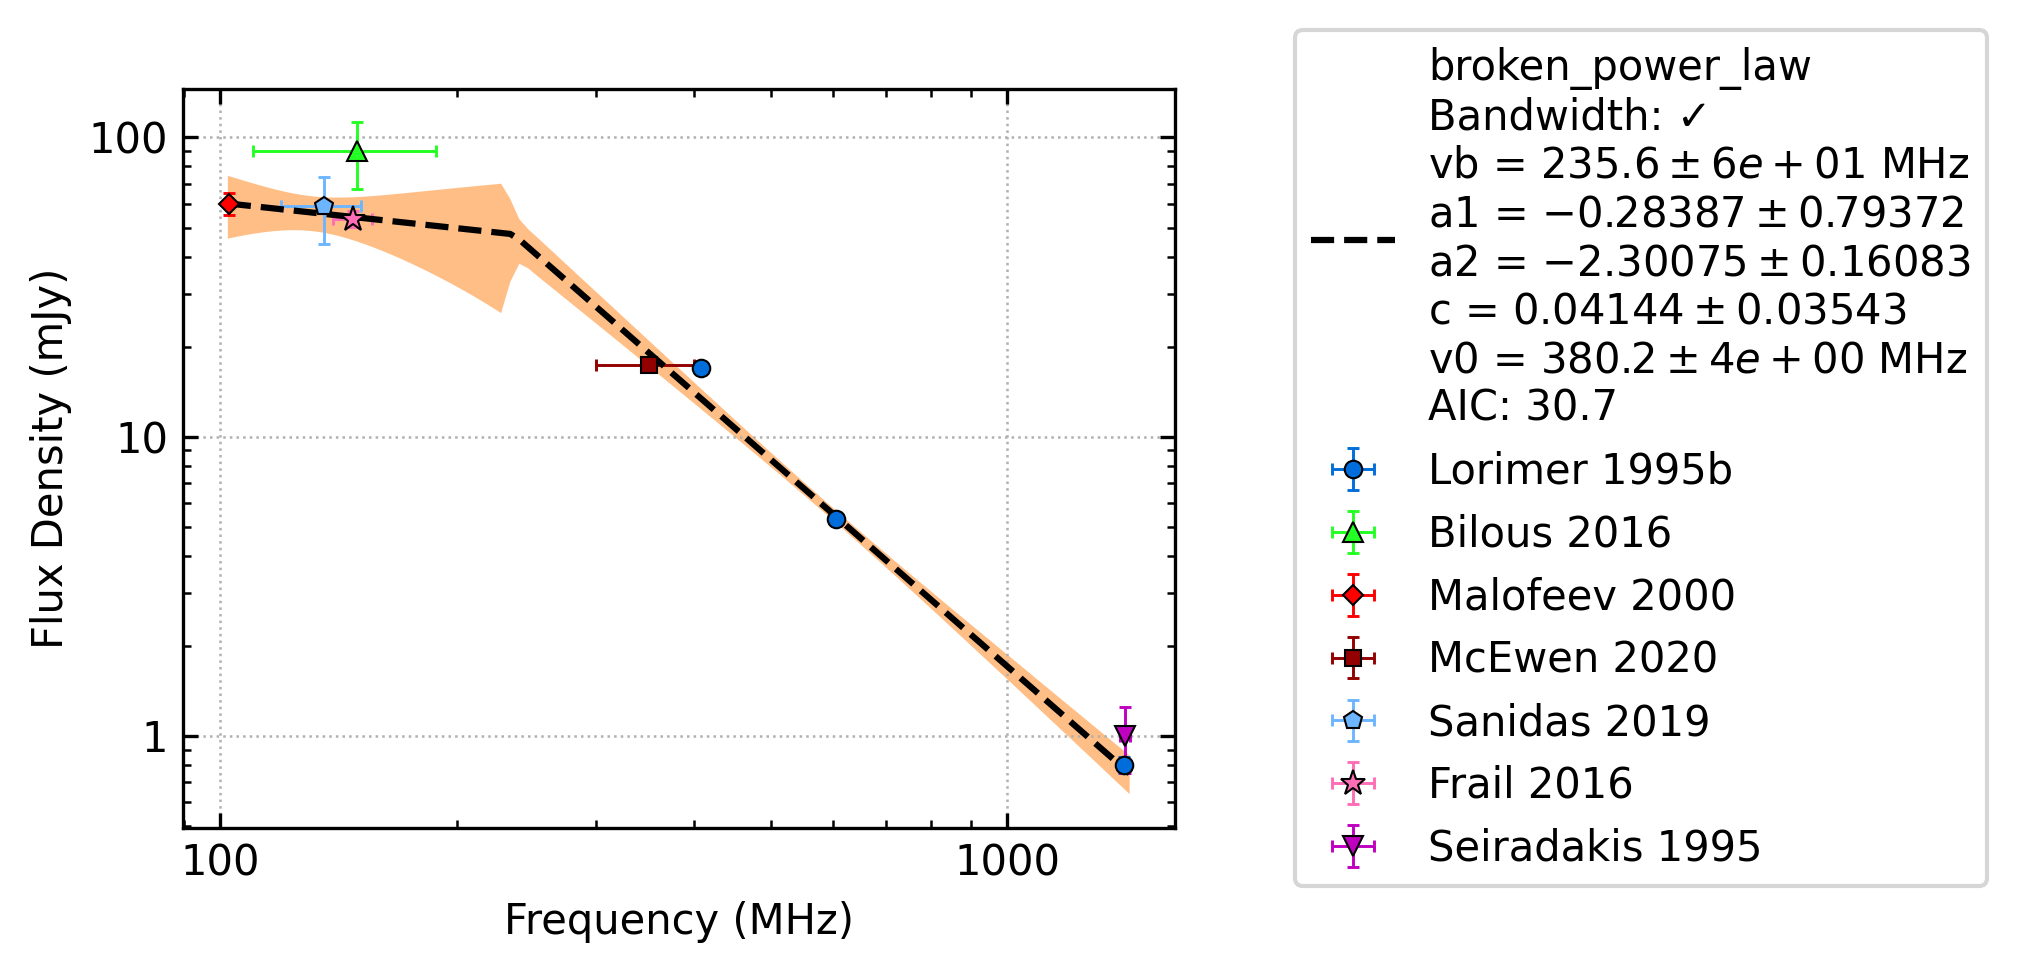 100
10
1
Flux Density (mJy)
100
1000
Frequency (MHz)
broken_power_law
Bandwidth: ✓
vb = 235.6 ± 6e + 01 MHz
a1 = −0.28387 ± 0.79372
a2 = −2.30075 ± 0.16083
c = 0.04144 ± 0.03543
v0 = 380.2 ± 4e + 00 MHz
AIC: 30.7
Lorimer 1995b
Bilous 2016
Malofeev 2000
McEwen 2020
Sanidas 2019
Frail 2016
Seiradakis 1995